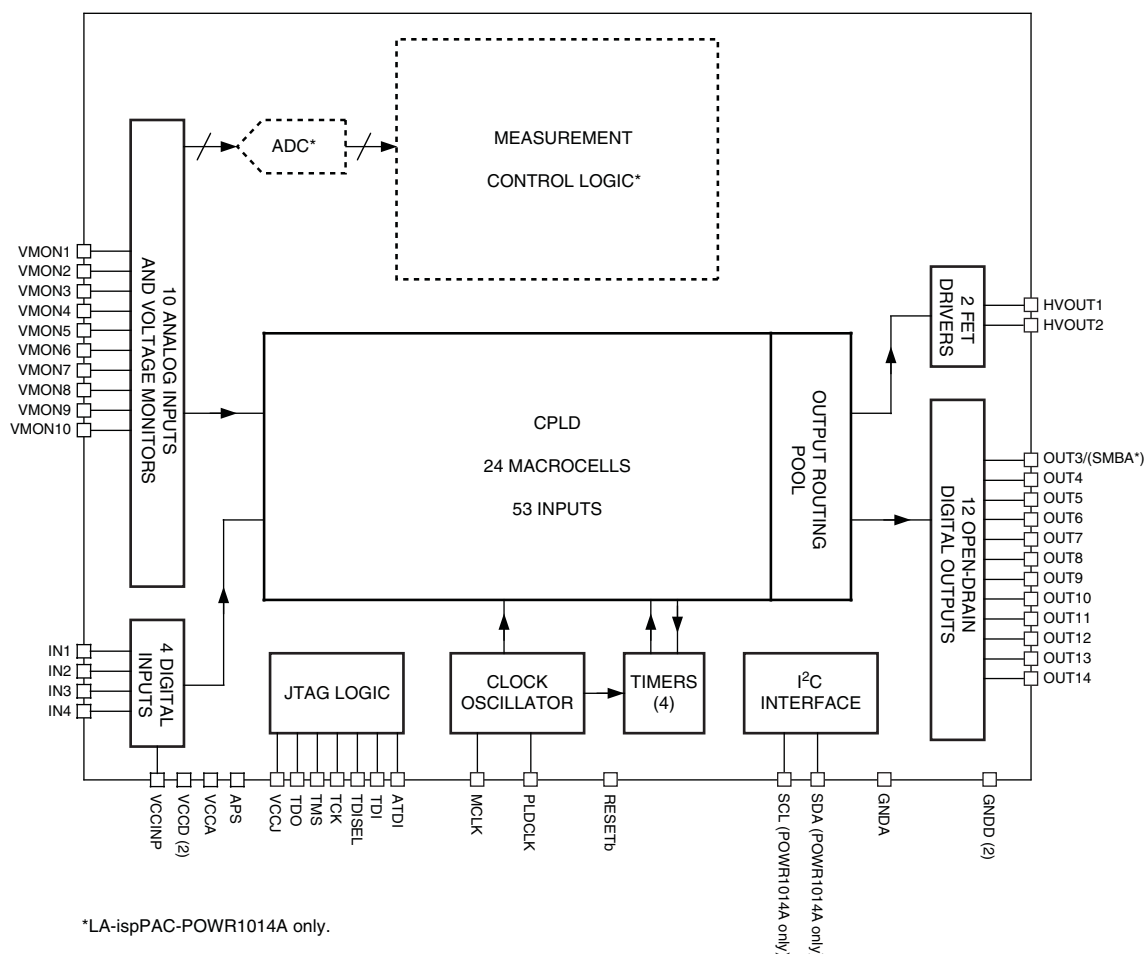 ADC*
MEASUREMENT
CONTROL LOGIC*
VMON1
VMON2
VMON3
VMON4
VMON5
VMON6
VMON7
VMON8
VMON9
VMON10
10 ANALOG INPUTS
AND VOLTAGE MONITORS
2 FET
DRIVERS
HVOUT1
HVOUT2
CPLD
24 MACROCELLS
53 INPUTS
OUTPUT ROUTING
POOL
12 OPEN-DRAIN
DIGITAL OUTPUTS
OUT3/(SMBA*)
OUT4
OUT5
OUT6
OUT7
OUT8
OUT9
OUT10
OUT11
OUT12
OUT13
OUT14
IN1
IN2
IN3
IN4
4 DIGITAL
INPUTS
JTAG LOGIC
CLOCK
OSCILLATOR
TIMERS
(4)
I²C
INTERFACE
VCCINP
VCCD (2)
VCCA
APS
VCCJ
TDO
TMS
TCK
TDISEL
TDI
ATDI
MCLK
PLDCLK
RESETb
SCL (POWR1014A only)
SDA (POWR1014A only)
GNDA
GNDD (2)
*LA-ispPAC-POWR1014A only.